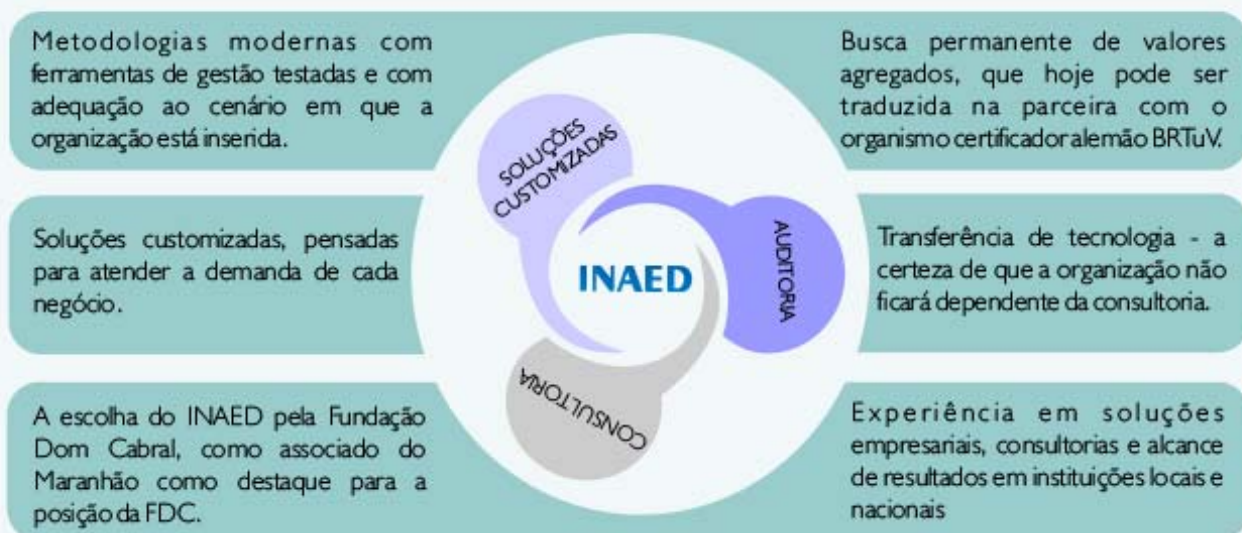 Metodologias modernas com
ferramentas de gestão testadas e com
adequação ao cenário em que a
organização está inserida.
Soluções customizadas, pensadas
para atender a demanda de cada
negócio.
A escolha do INAED pela Fundação
Dom Cabral, como associado do
Maranhão como destaque para a
posição da FDC.
SOLUÇÕES
CUSTOMIZADAS
AUDITORIA
INAED
CONSULTORIA
Busca permanente de valores
agregados, que hoje pode ser
traduzida na parceira com o
organismo certificador alemão BRTuV.
Transferência de tecnologia - a
certeza de que a organização não
ficará dependente da consultoria.
Experiência em soluções
empresariais, consultorias e alcance
de resultados em instituições locais e
nacionais